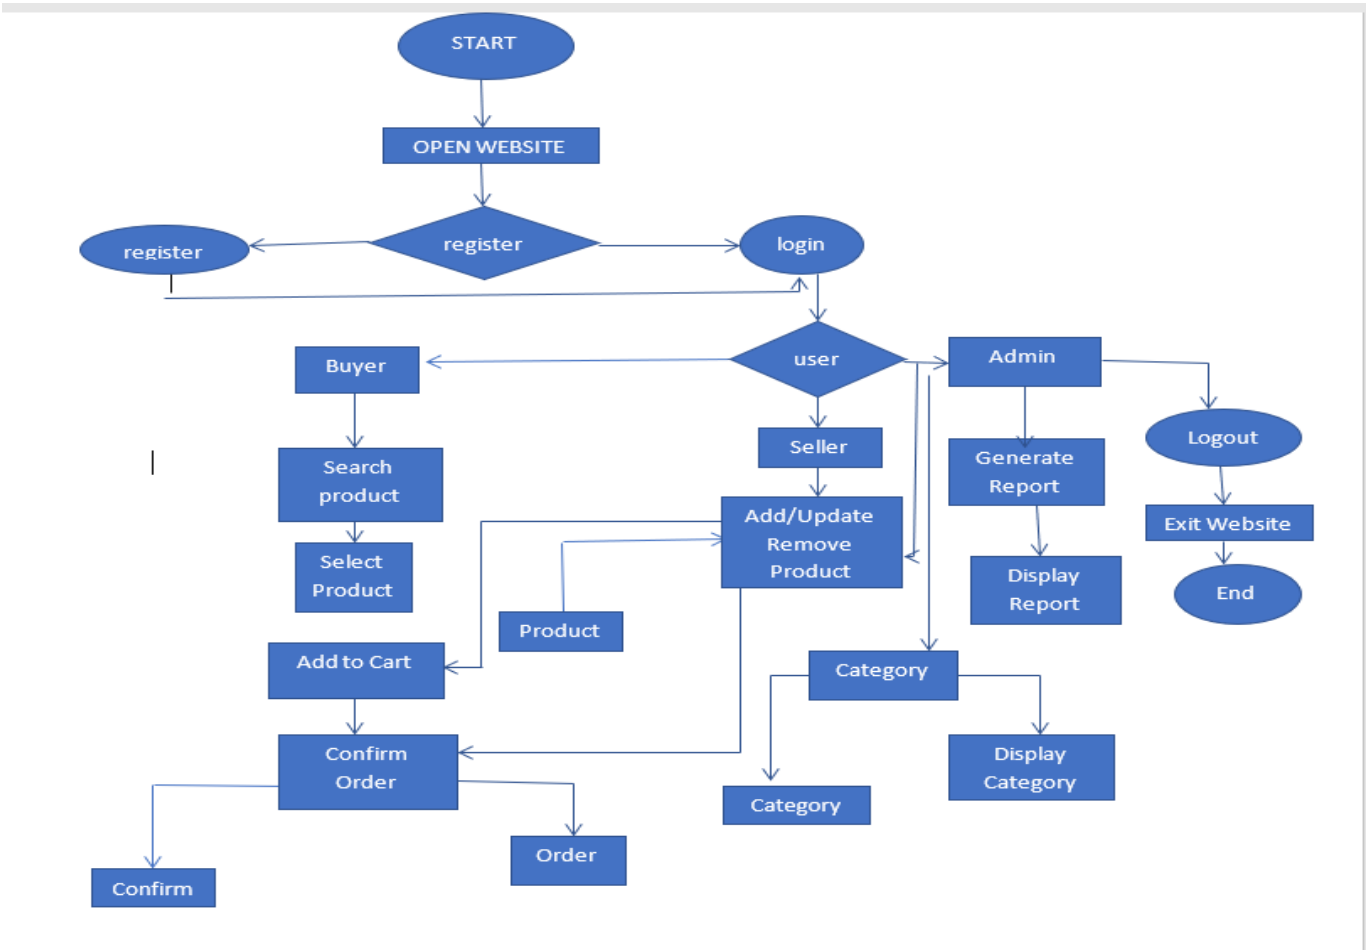 START
OPEN WEBSITE
register
register
login
user
Buyer
Admin
Seller
Logout
Search
product
Generate
Report
Add/Update
Remove
Product
Exit Website
Select
Product
Display
Report
End
Product
Add to Cart
Category
Confirm
Order
Display
Category
Category
Order
Confirm